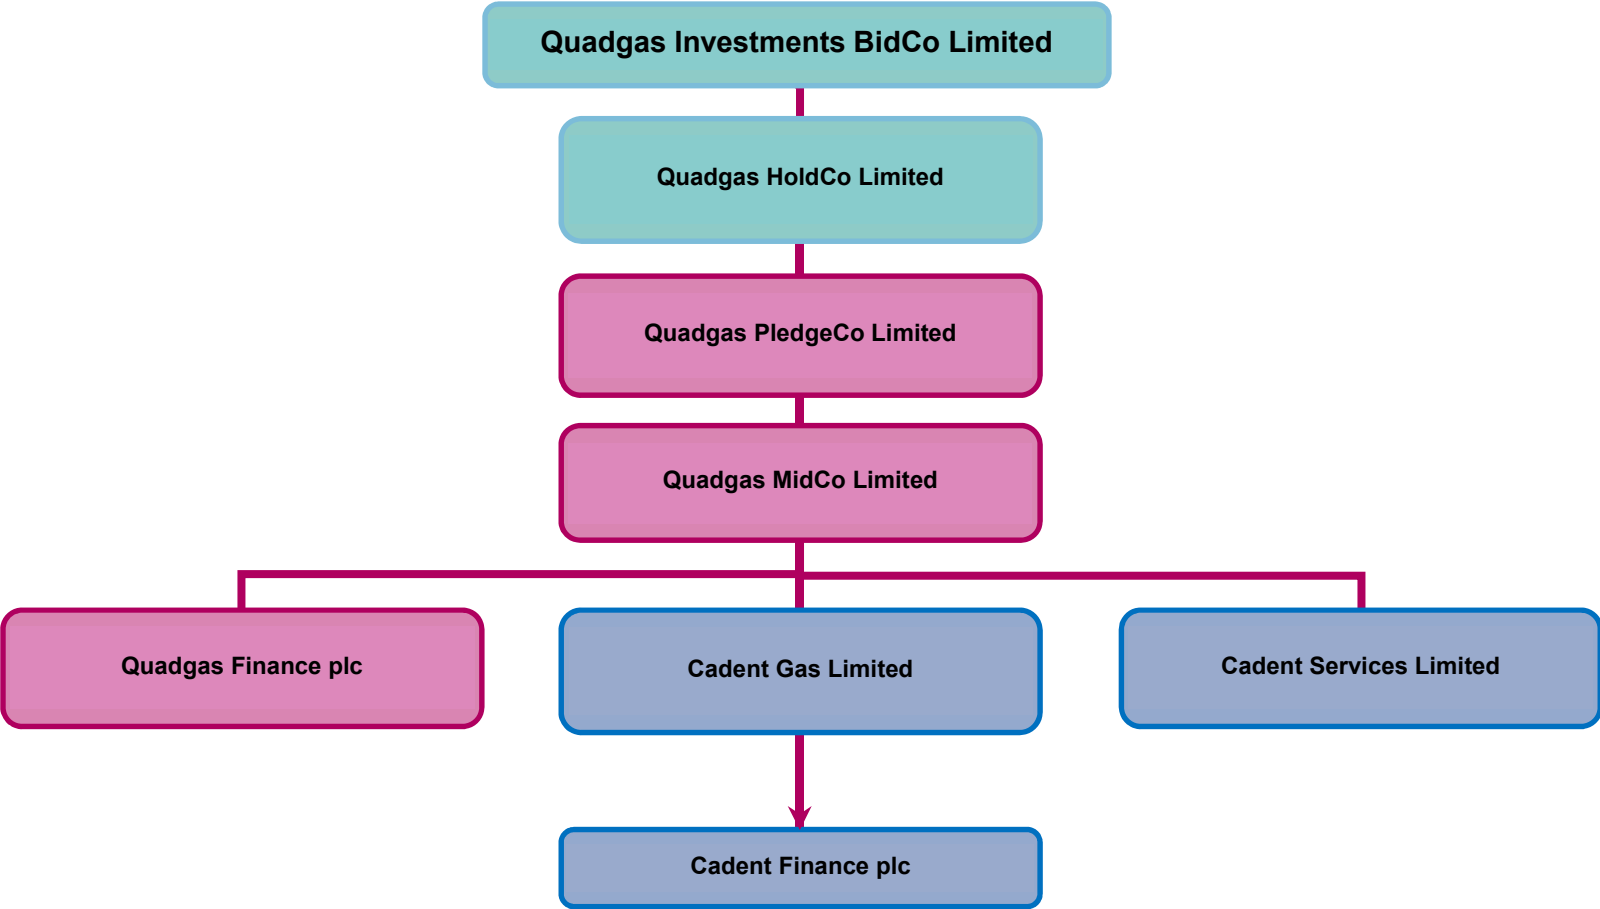 Quadgas Investments BidCo Limited
Quadgas HoldCo Limited
Quadgas PledgeCo Limited
Quadgas MidCo Limited
Quadgas Finance plc
Cadent Gas Limited
Cadent Services Limited
Cadent Finance plc